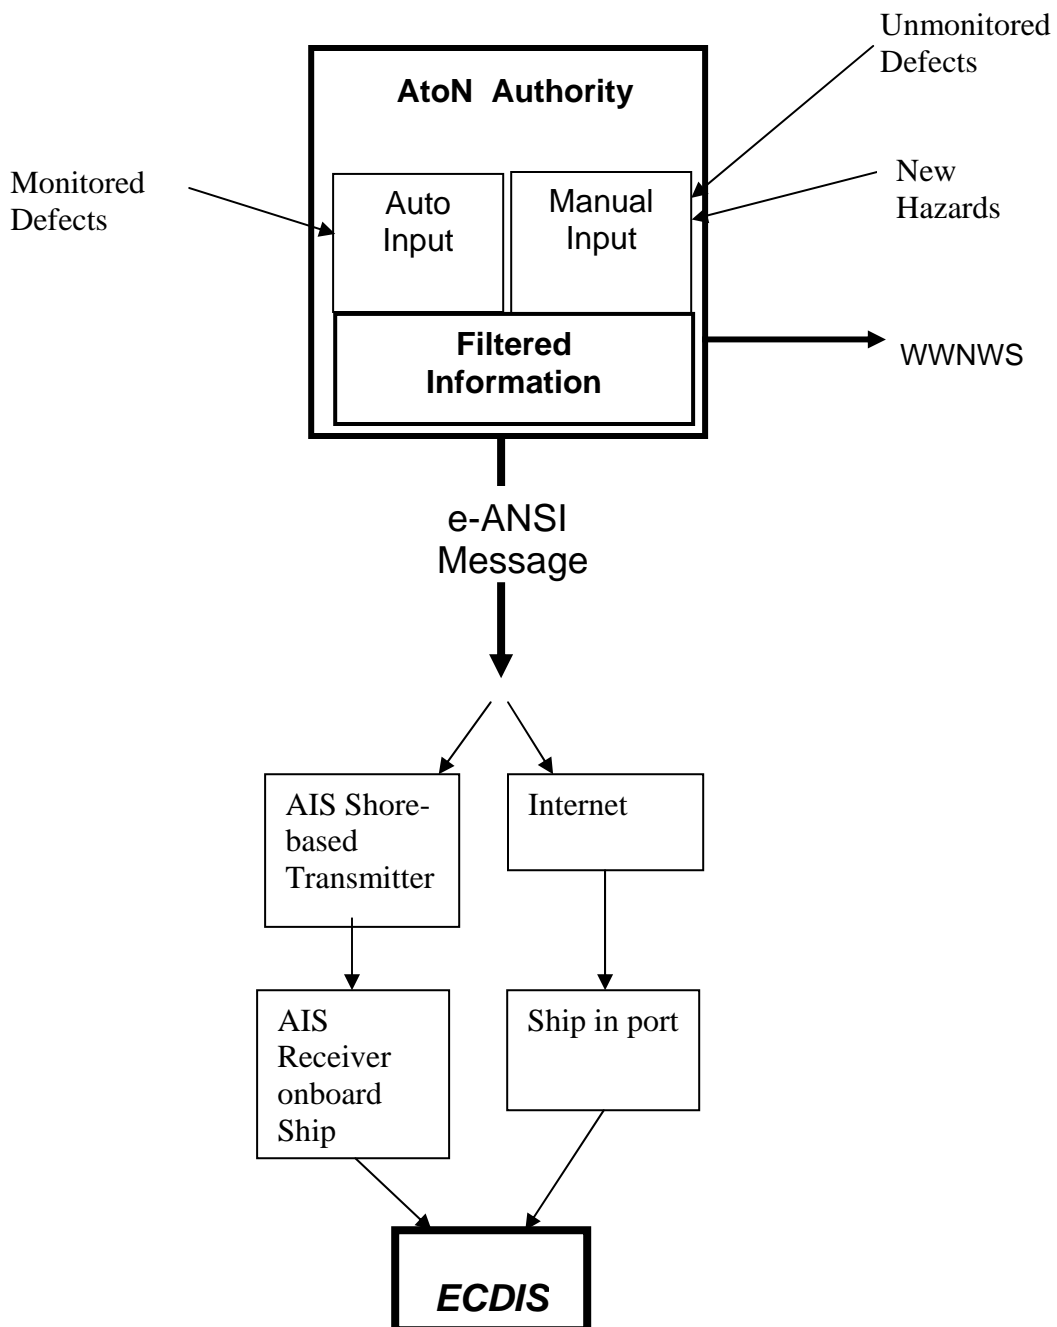 Unmonitored
Defects
AtoN Authority
Monitored
Defects
Auto
Input
Manual
Input
New
Hazards
Filtered
Information
WWNWS
e-ANSI
Message
AIS Shore-
based
Transmitter
Internet
AIS
Receiver
onboard
Ship
Ship in port
ECDIS